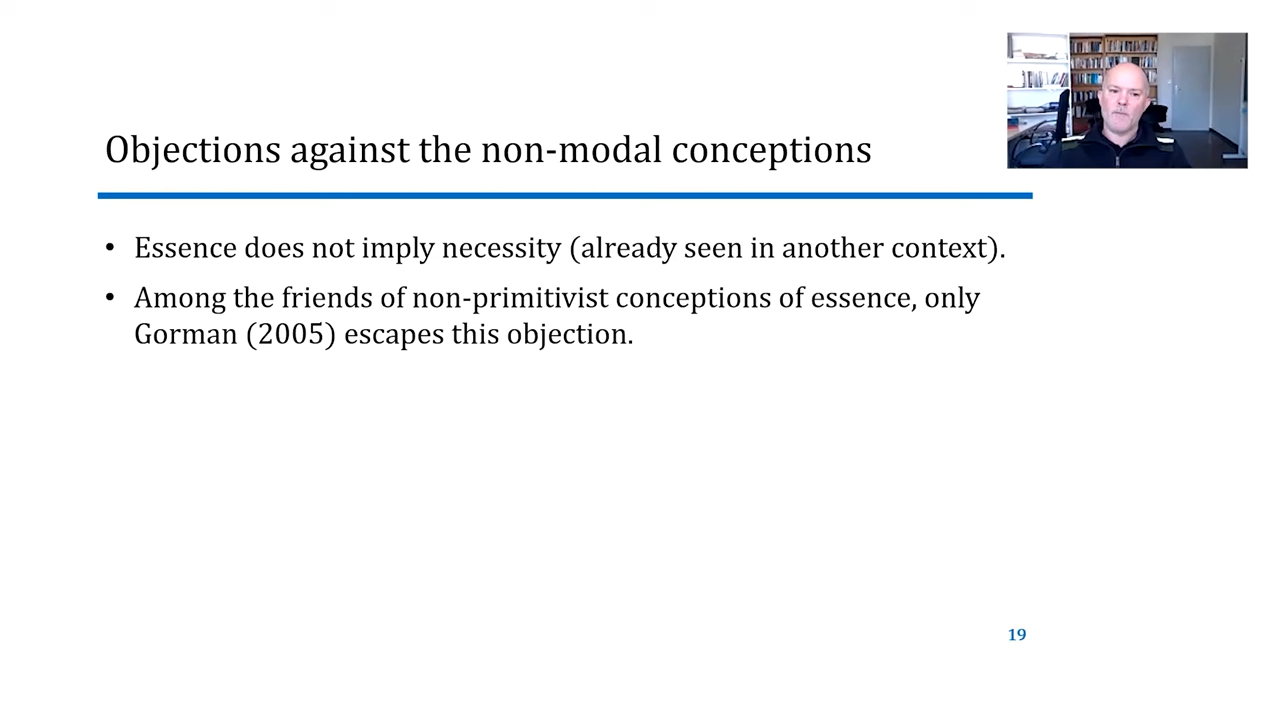 Objections against the non-modal conceptions
• Essence does not imply necessity (already seen in another context).
• Among the friends of non-primitivist conceptions of essence, only
Gorman (2005) escapes this objection.
19